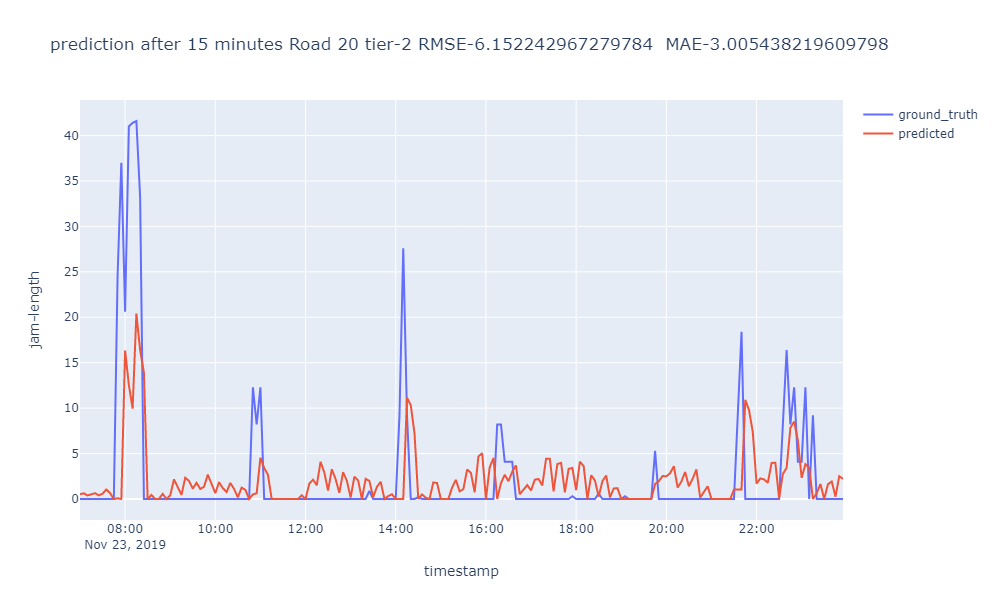 prediction after 15 minutes Road 20 tier-2 RMSE-6.152242967279784  MAE-3.005438219609798
ground_truth
predicted
jam-length
40
35
30
25
20
15
10
5
0
08:00
10:00
12:00
14:00
16:00
18:00
20:00
22:00
Nov 23, 2019
timestamp